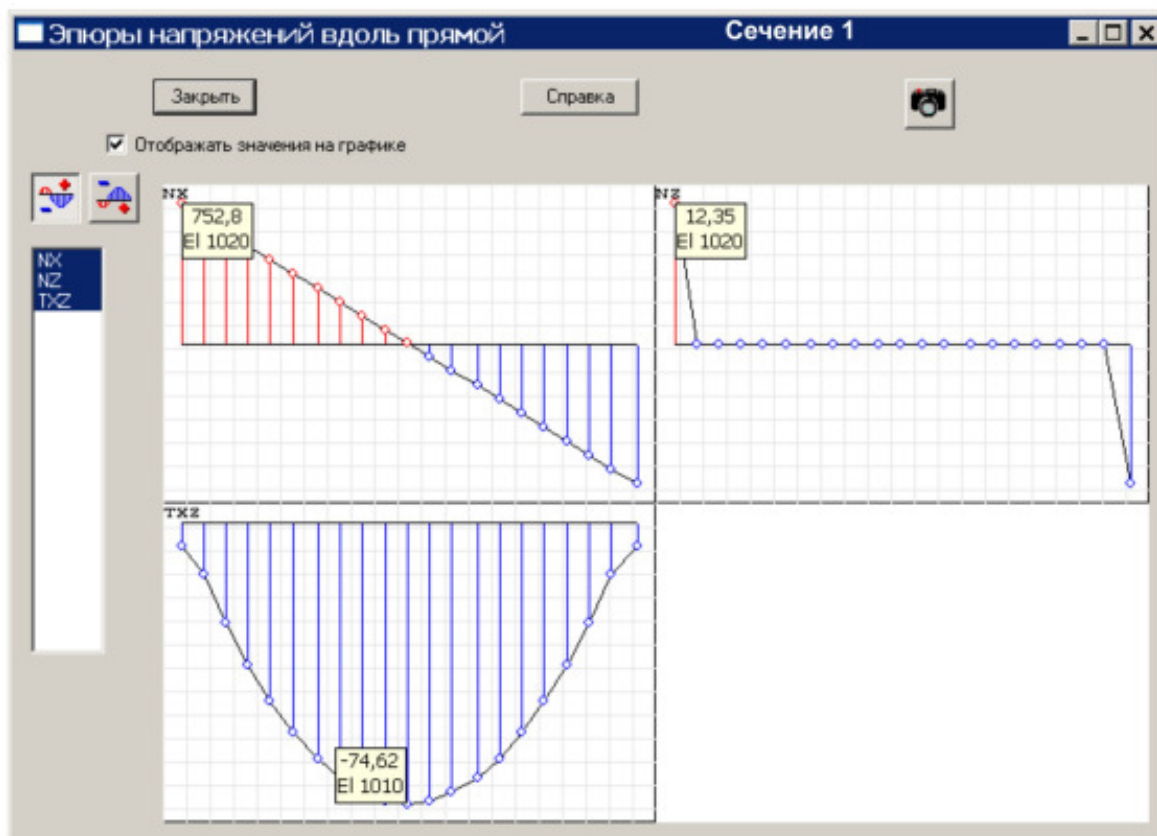 Эпюры напряжений вдоль прямой
Сечение 1
Закрыть
Справка
Отображать значения на графике
NX
NZ
TXZ
NX
752,8
El 1020
NZ
12,35
El 1020
TXZ
-74,62
El 1010